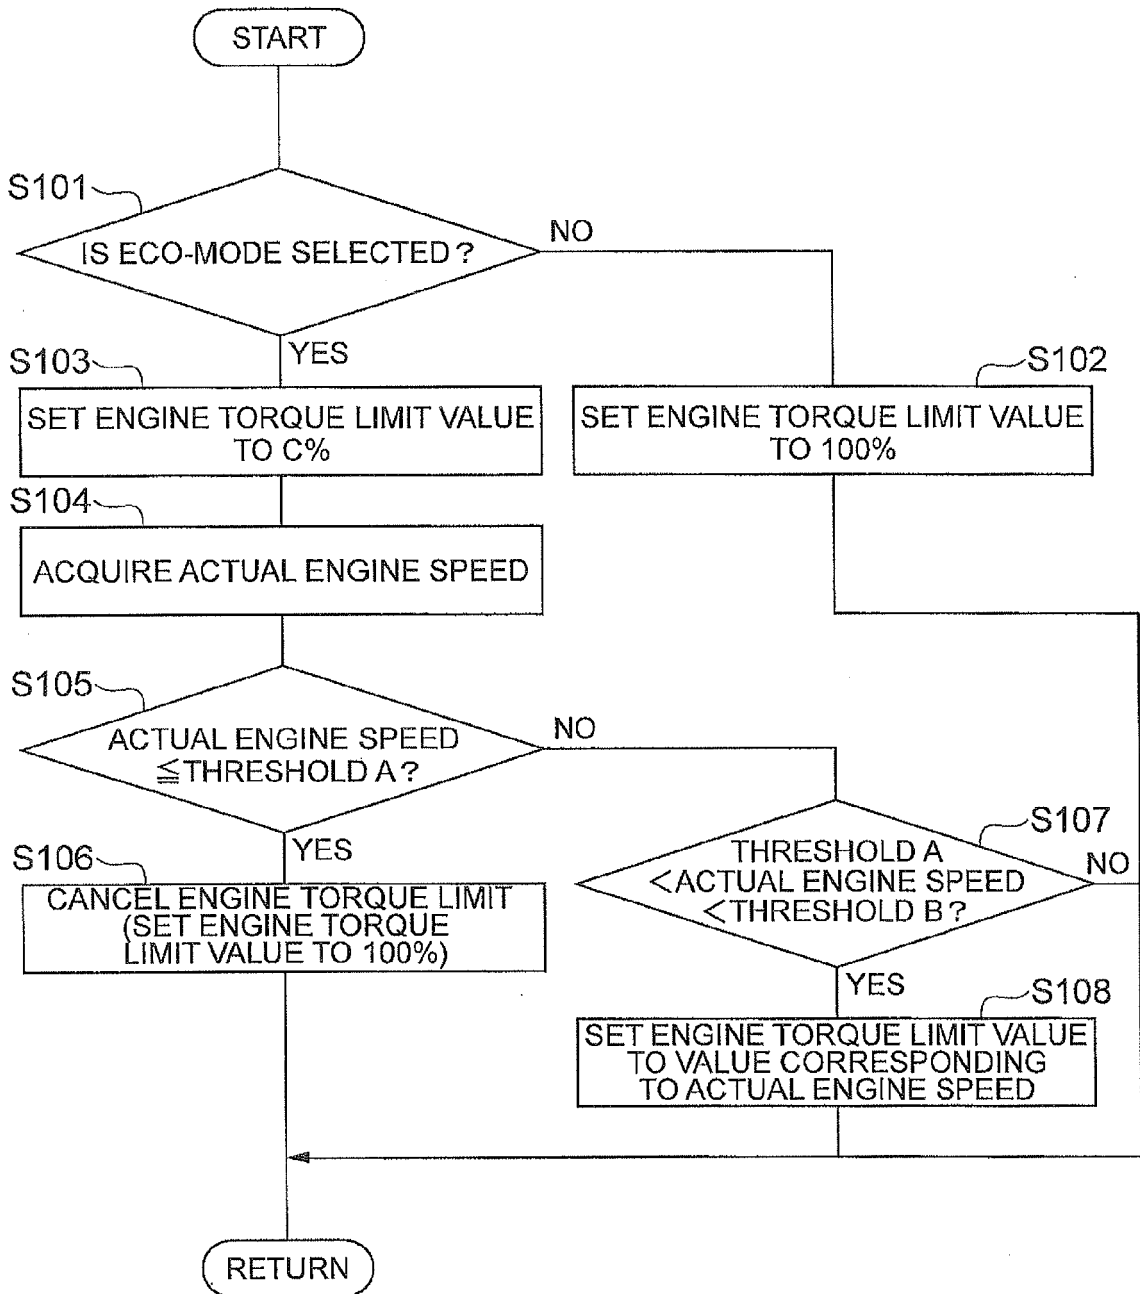 START
S101
IS ECO-MODE SELECTED?
NO
YES
S103
SET ENGINE TORQUE LIMIT VALUE
TO C%
S102
SET ENGINE TORQUE LIMIT VALUE
TO 100%
S104
ACQUIRE ACTUAL ENGINE SPEED
S105
ACTUAL ENGINE SPEED
≦THRESHOLD A?
NO
YES
S106
CANCEL ENGINE TORQUE LIMIT
(SET ENGINE TORQUE
LIMIT VALUE TO 100%)
S107
THRESHOLD A
<ACTUAL ENGINE SPEED
<THRESHOLD B?
NO
YES
S108
SET ENGINE TORQUE LIMIT VALUE
TO VALUE CORRESPONDING
TO ACTUAL ENGINE SPEED
RETURN